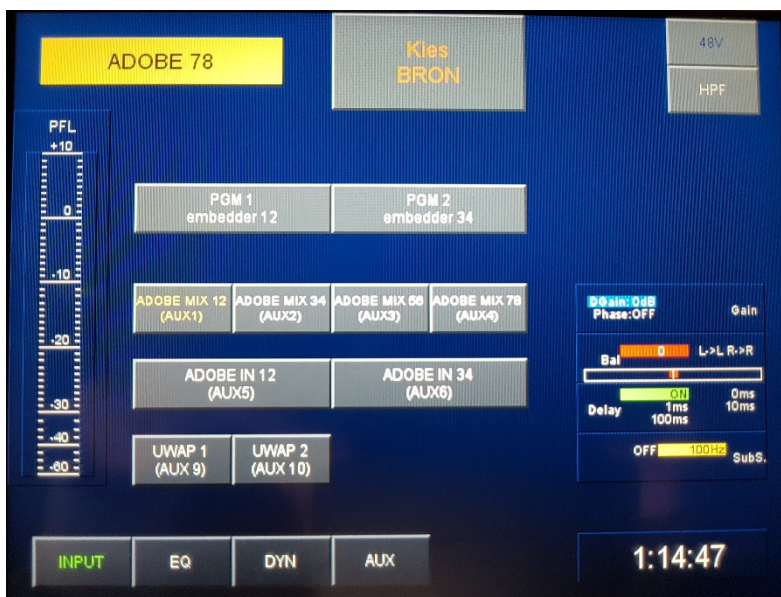 ADOBE 78
Kies
BRON
48V
HPF
PFL
+10
0
-10
-20
-30
-40
-60
PGM 1
embedder 12
PGM 2
embedder 34
ADOBE MIX 12
(AUX1)
ADOBE MIX 34
(AUX2)
ADOBE MIX 56
(AUX3)
ADOBE MIX 78
(AUX4)
ADOBE IN 12
(AUX5)
ADOBE IN 34
(AUX6)
UWAP 1
(AUX 9)
UWAP 2
(AUX 10)
DGain: 0dB
Phase:OFF
Gain
Bal
0
L->L R->R
ON
0ms
Delay
1ms
10ms
100ms
OFF
100Hz
SubS.
INPUT
EQ
DYN
AUX
1:14:47